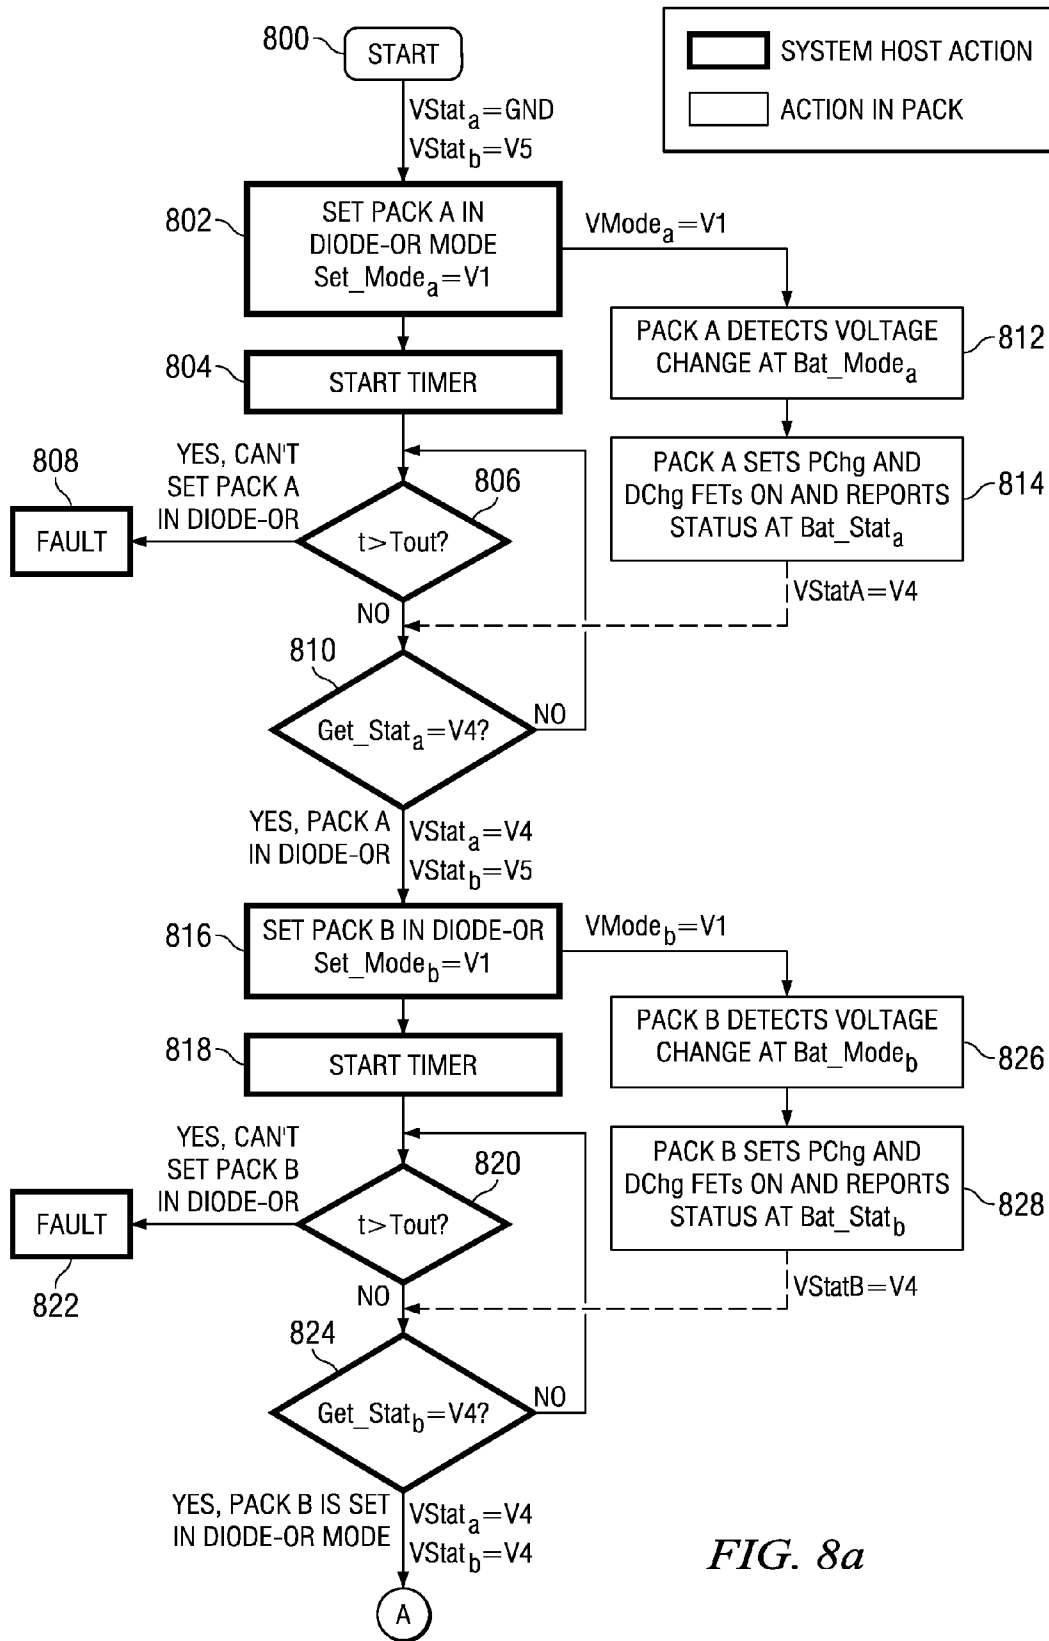 800
START
SYSTEM HOST ACTION
ACTION IN PACK
VStata=GND
VStatb=V5
802
SET PACK A IN
DIODE-OR MODE
Set_Modea=V1
VModea=V1
PACK A DETECTS VOLTAGE
CHANGE AT Bat_Modea
812
804
START TIMER
808
YES, CAN'T
SET PACK A
IN DIODE-OR
FAULT
806
t>Tout?
NO
PACK A SETS PChg AND
DChg FETs ON AND REPORTS
STATUS AT Bat_Stata
814
VStatA=V4
810
Get_Stata=V4?
NO
YES, PACK A
IN DIODE-OR
VStata=V4
VStatb=V5
816
SET PACK B IN DIODE-OR
Set_Modeb=V1
VModeb=V1
PACK B DETECTS VOLTAGE
CHANGE AT Bat_Modeb
826
818
START TIMER
YES, CAN'T
SET PACK B
IN DIODE-OR
FAULT
822
820
t>Tout?
NO
PACK B SETS PChg AND
DChg FETs ON AND REPORTS
STATUS AT Bat_Statb
828
VStatB=V4
824
Get_Statb=V4?
NO
YES, PACK B IS SET
IN DIODE-OR MODE
VStata=V4
VStatb=V4
A
FIG. 8a